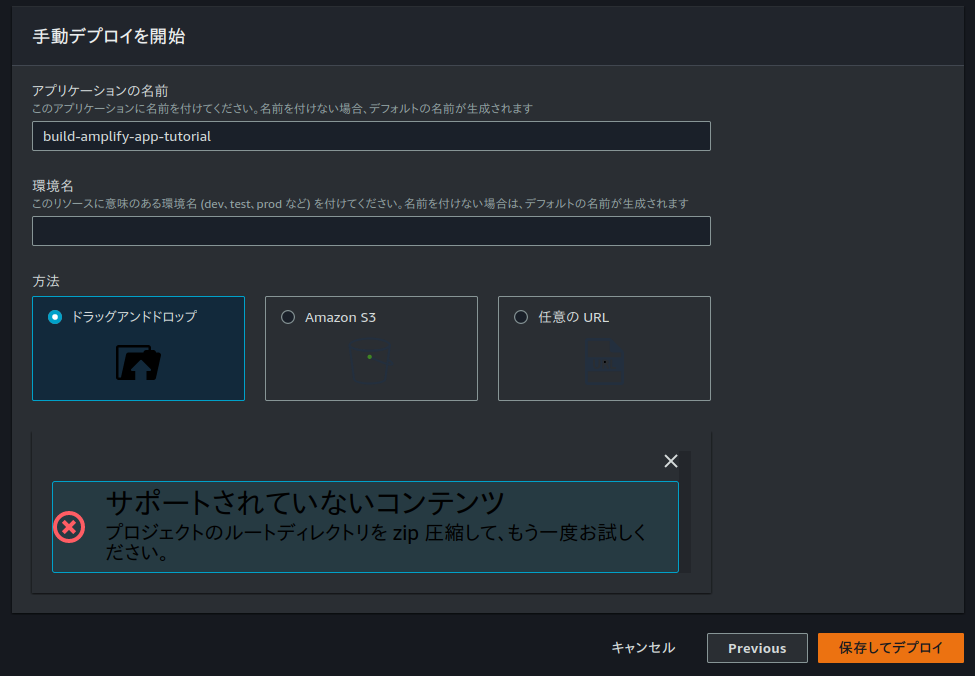 手動デプロイを開始
アプリケーションの名前
このアプリケーションに名前を付けてください。名前を付けない場合、デフォルトの名前が生成されます
build-amplify-app-tutorial
環境名
このリソースに意味のある環境名 (dev、test、prod など) を付けてください。名前を付けない場合は、デフォルトの名前が生成されます
方法
ドラッグアンドドロップ
Amazon S3
任意の URL
サポートされていないコンテンツ
プロジェクトのルートディレクトリを zip 圧縮して、もう一度お試しく
ださい。
キャンセル
Previous
保存してデプロイ